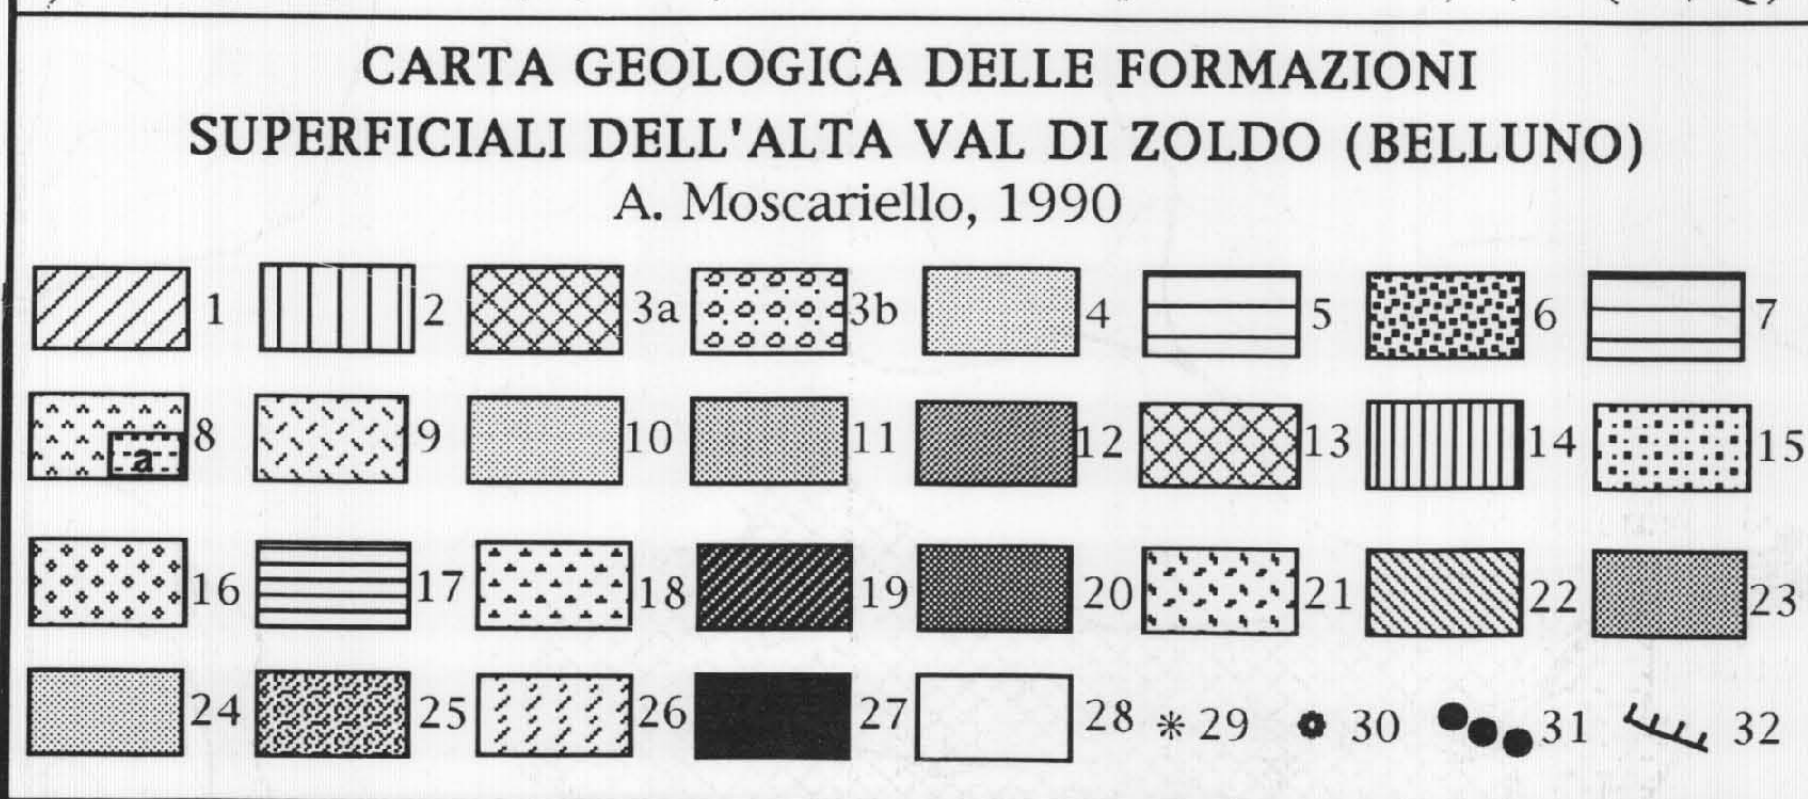 CARTA GEOLOGICA DELLE FORMAZIONI
SUPERFICIALI DELL'ALTA VAL DI ZOLDO (BELLUNO)
A. Moscariello, 1990
1 2 3a 3b 4 5 6 7
8 a 9 10 11 12 13 14 15
16 17 18 19 20 21 22 23
24 25 26 27 28 29 30 31 32